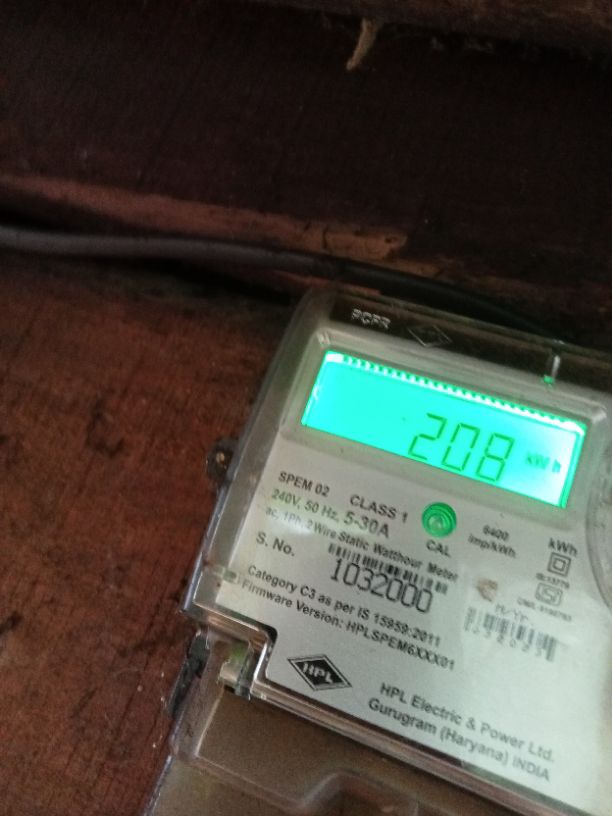 PCPR
208 kWh
SPEM 02 CLASS 1
240V, 50 Hz, 5-30A
ac, 1Ph, 2 Wire Static Watthour Meter
CAL
6400
imp/kWh
kWh
S. No.
1032000
Category C3 as per IS 15959:2011
Firmware Version: HPLSPEM6XXX01
HPL
HPL Electric & Power Ltd.
Gurugram (Haryana) INDIA